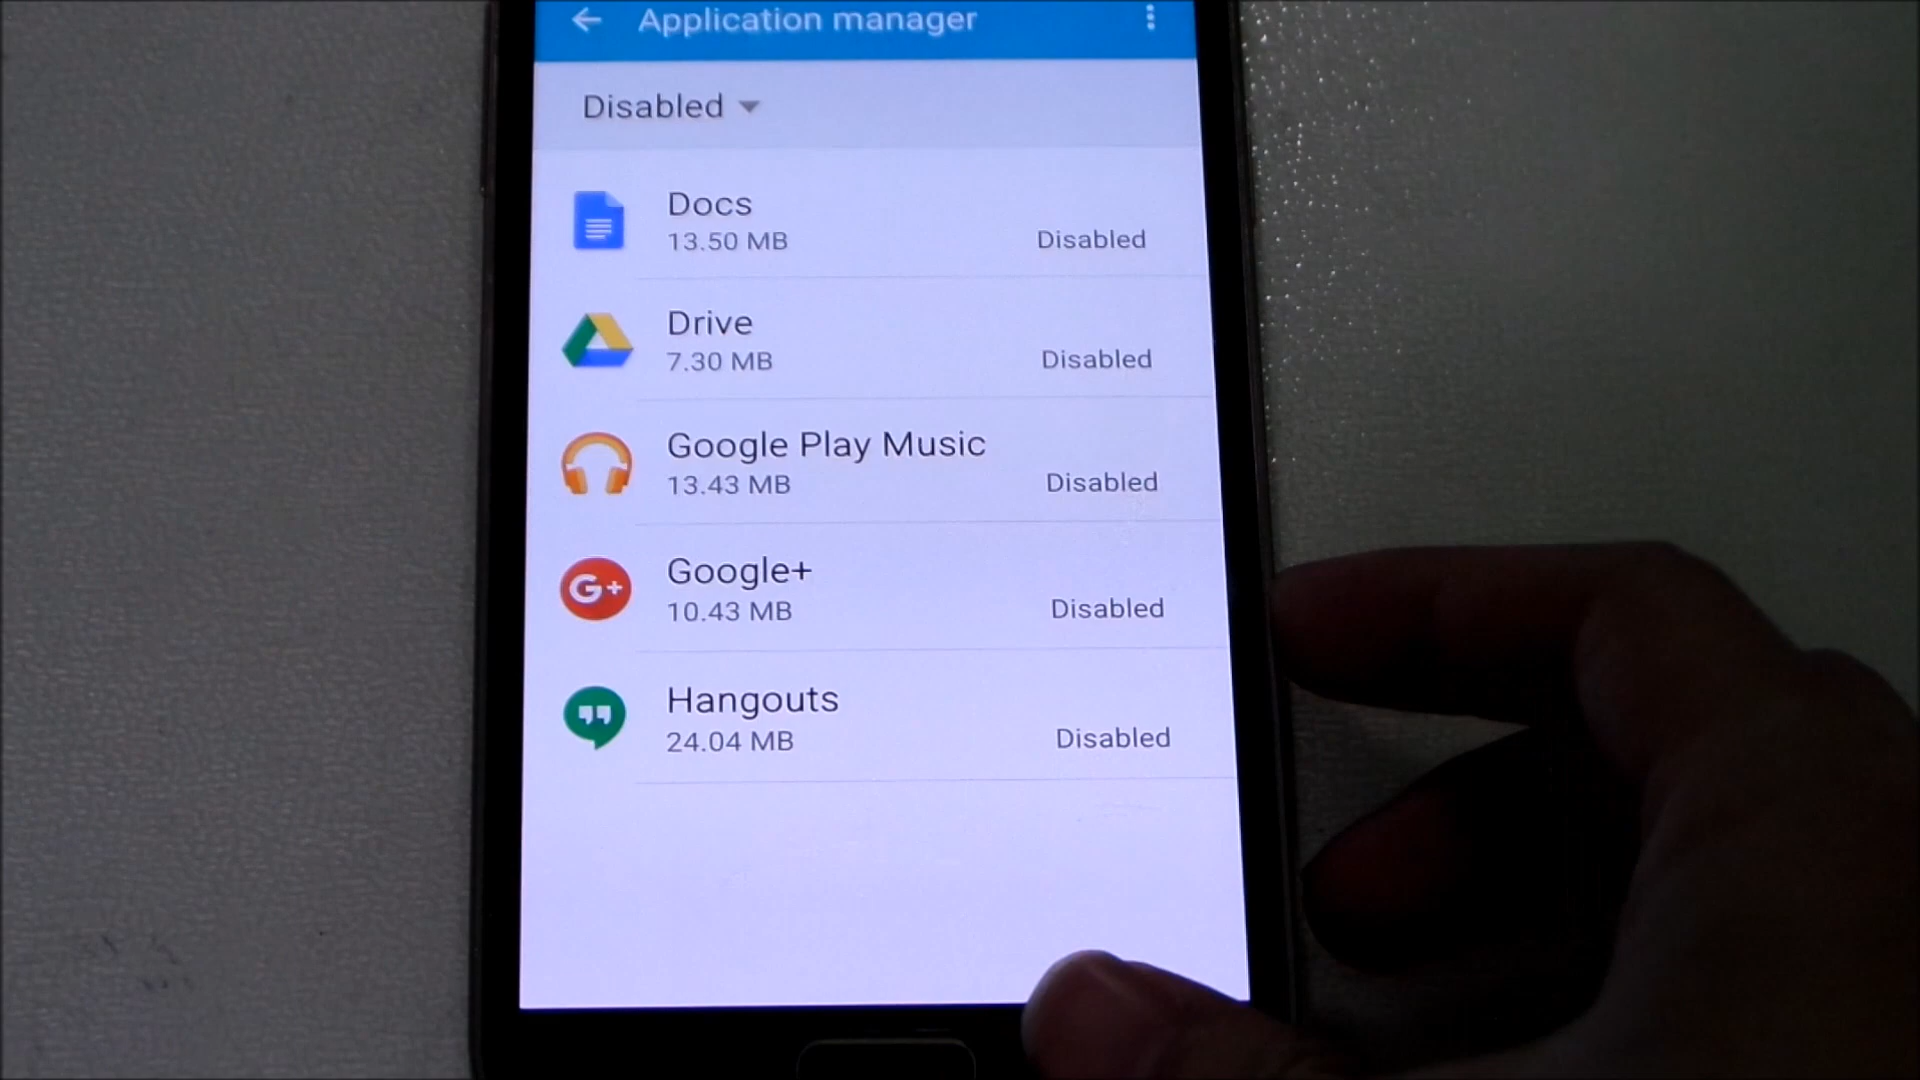 Application manager
Disabled
Docs
13.50 MB
Disabled
Drive
7.30 MB
Disabled
Google Play Music
13.43 MB
Disabled
G+
Google+
10.43 MB
Disabled
Hangouts
24.04 MB
Disabled